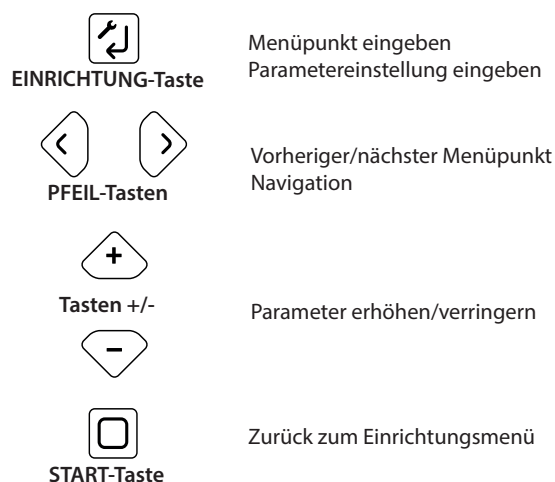 EINRICHTUNG-Taste
Menüpunkt eingeben
Parametereinstellung eingeben
PFEIL-Tasten
Vorheriger/nächster Menüpunkt
Navigation
+
Tasten +/-
Parameter erhöhen/verringern
-
START-Taste
Zurück zum Einrichtungsmenü